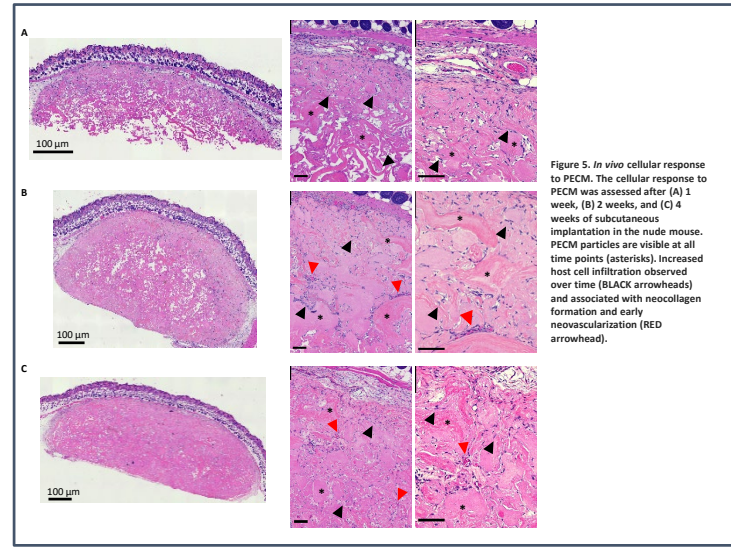 A
100 µm
B
100 µm
C
100 µm
* * * *
* * * * *
* * * *
Figure 5. In vivo cellular response
to PECM. The cellular response to
PECM was assessed after (A) 1
week, (B) 2 weeks, and (C) 4
weeks of subcutaneous
implantation in the nude mouse.
PECM particles are visible at all
time points (asterisks). Increased
host cell infiltration observed
over time (BLACK arrowheads)
and associated with neocollagen
formation and early
neovascularization (RED
arrowhead).